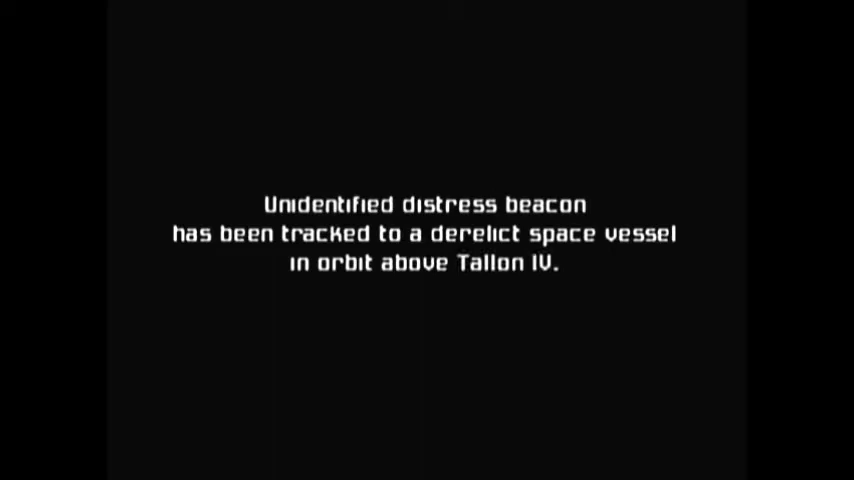 Unidentified distress beacon
has been tracked to a derelict space vessel
in orbit above Tallon IV.